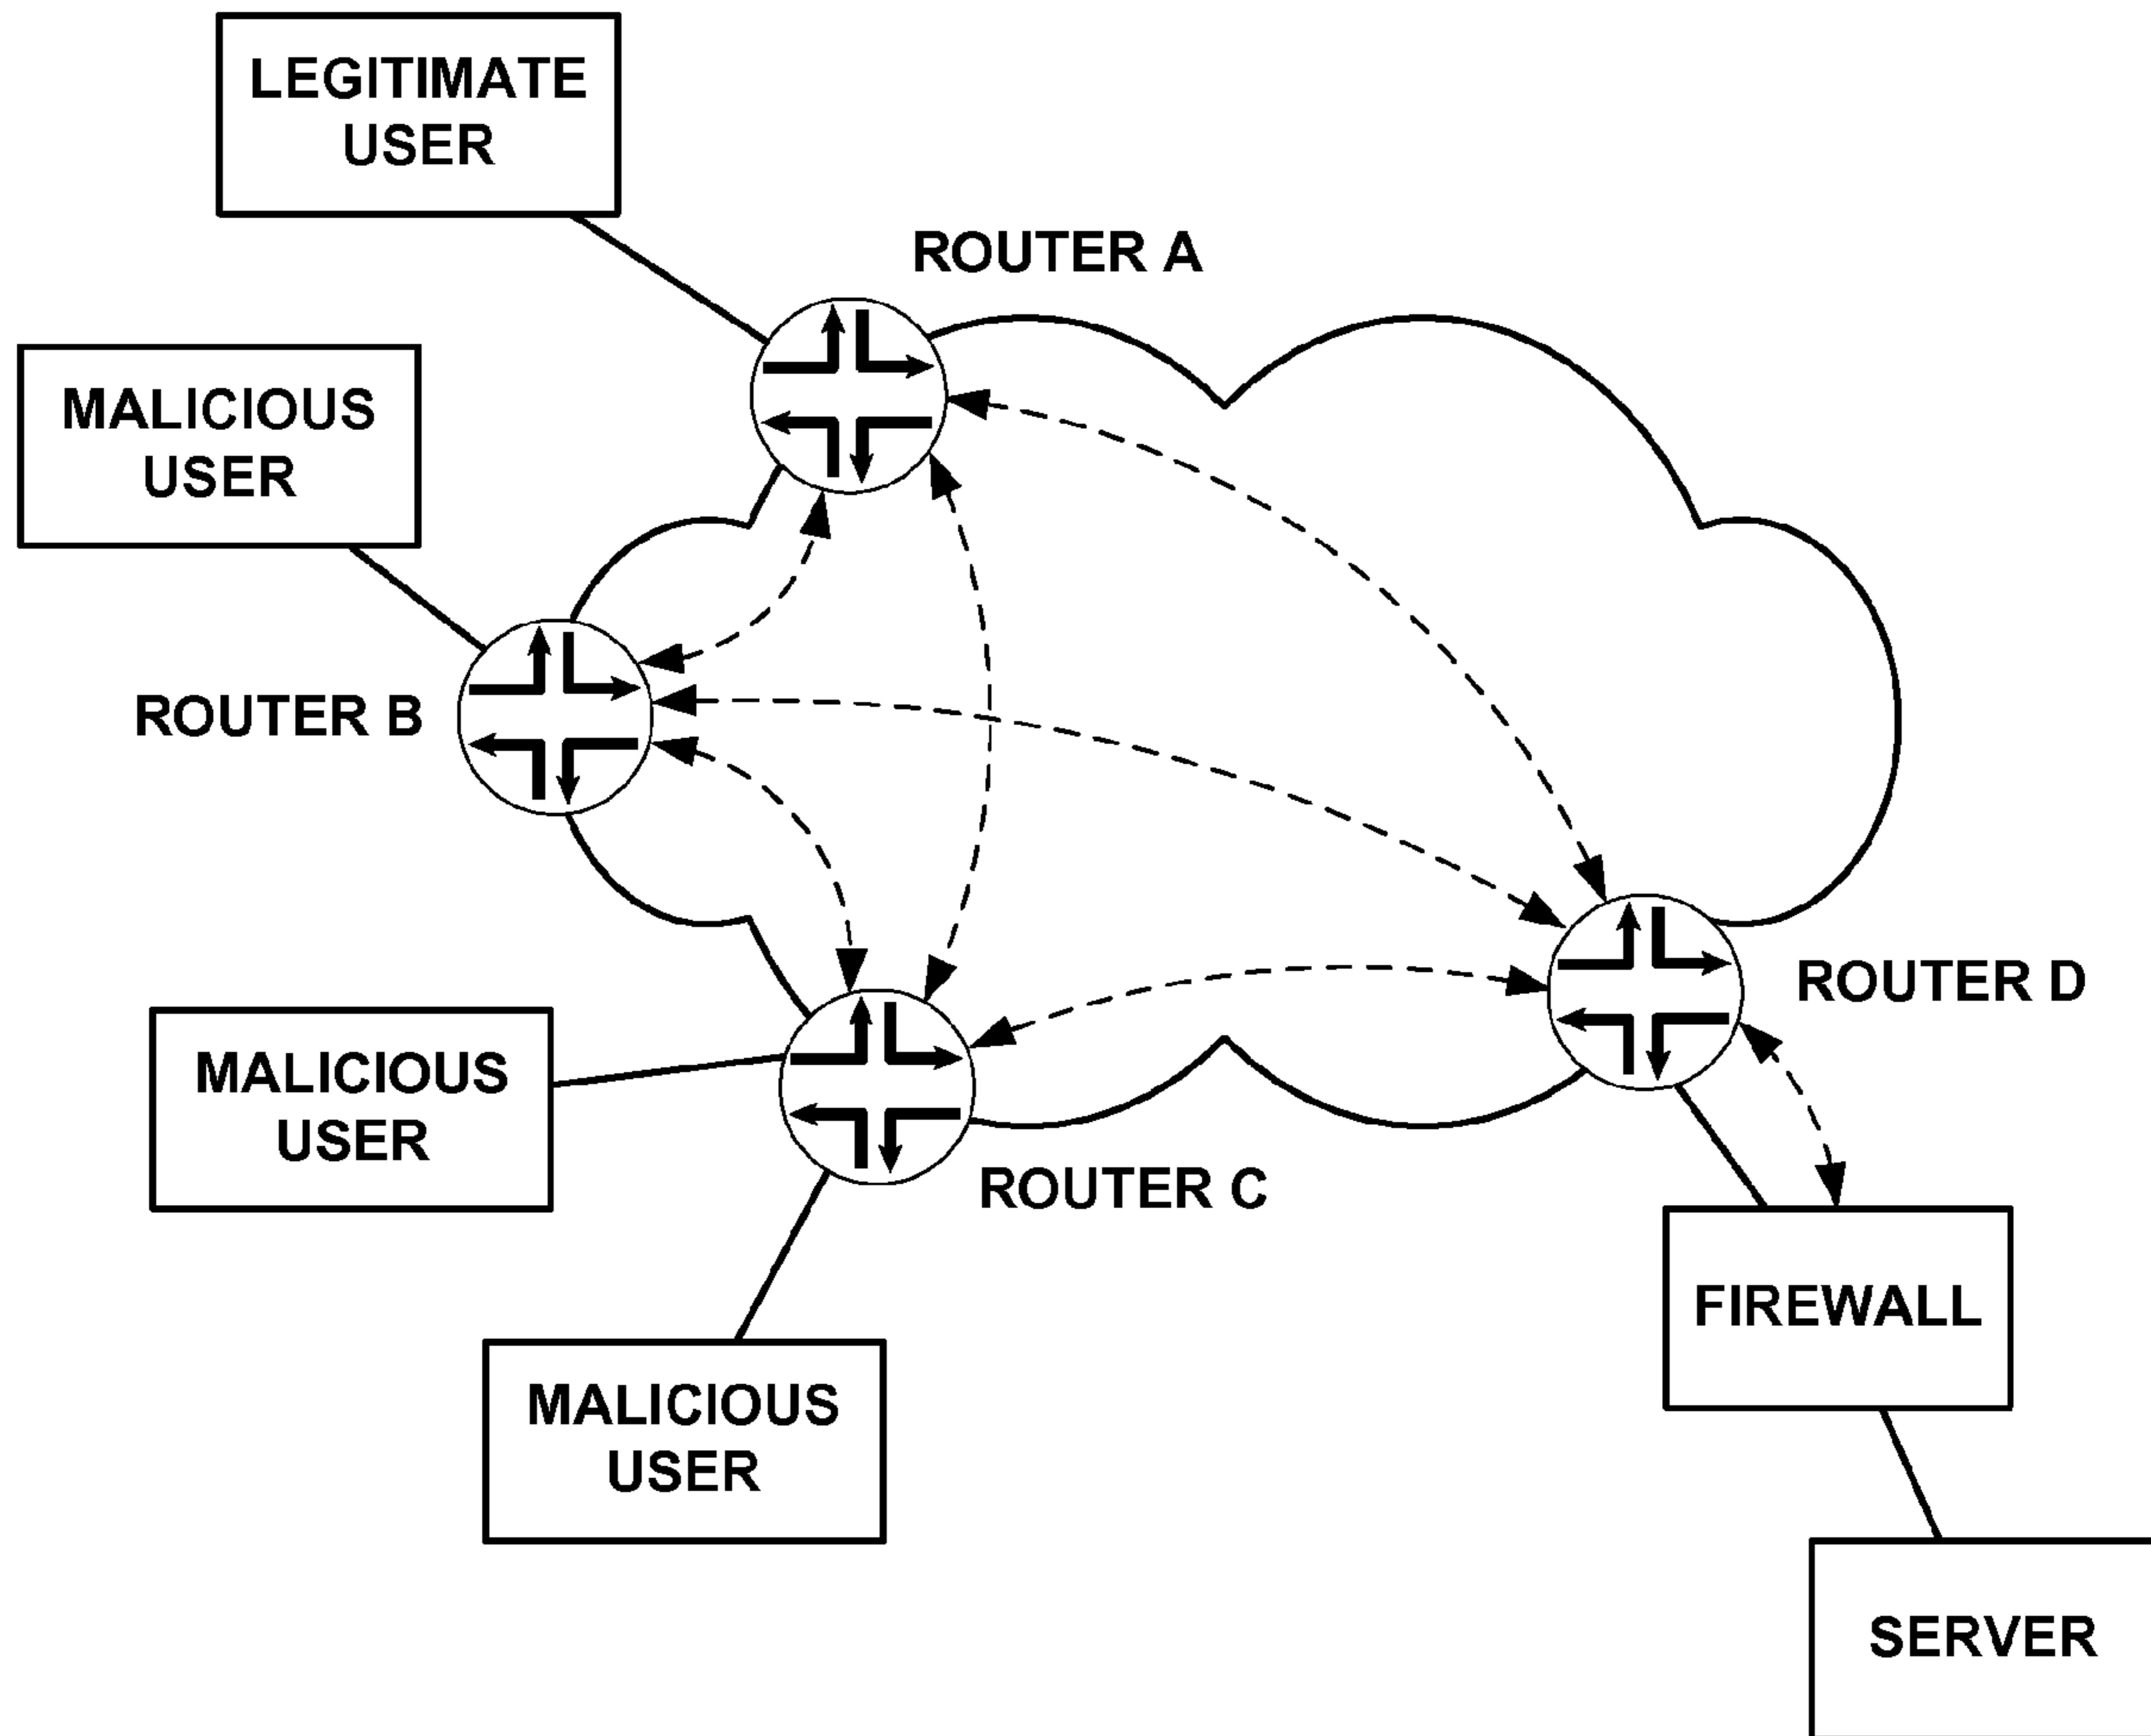 LEGITIMATE
USER
ROUTER A
MALICIOUS
USER
ROUTER B
ROUTER D
MALICIOUS
USER
ROUTER C
FIREWALL
MALICIOUS
USER
SERVER